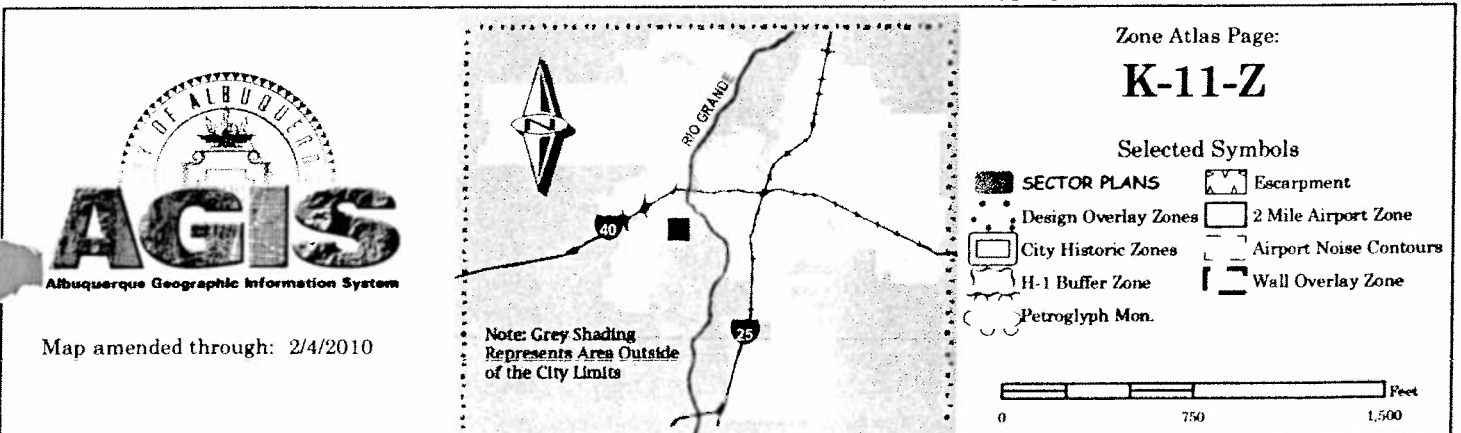 Y OF ALBUQUER
AGIS
Albuquerque Geographic Information System
Map amended through: 2/4/2010
RIO GRANDE
N
40
25
Note: Grey Shading
Represents Area Outside
of the City Limits
Zone Atlas Page:
K-11-Z
Selected Symbols
SECTOR PLANS
Design Overlay Zones
City Historic Zones
H-1 Buffer Zone
Petroglyph Mon.
Escarpment
2 Mile Airport Zone
Airport Noise Contours
Wall Overlay Zone
Feet
0 750 1,500